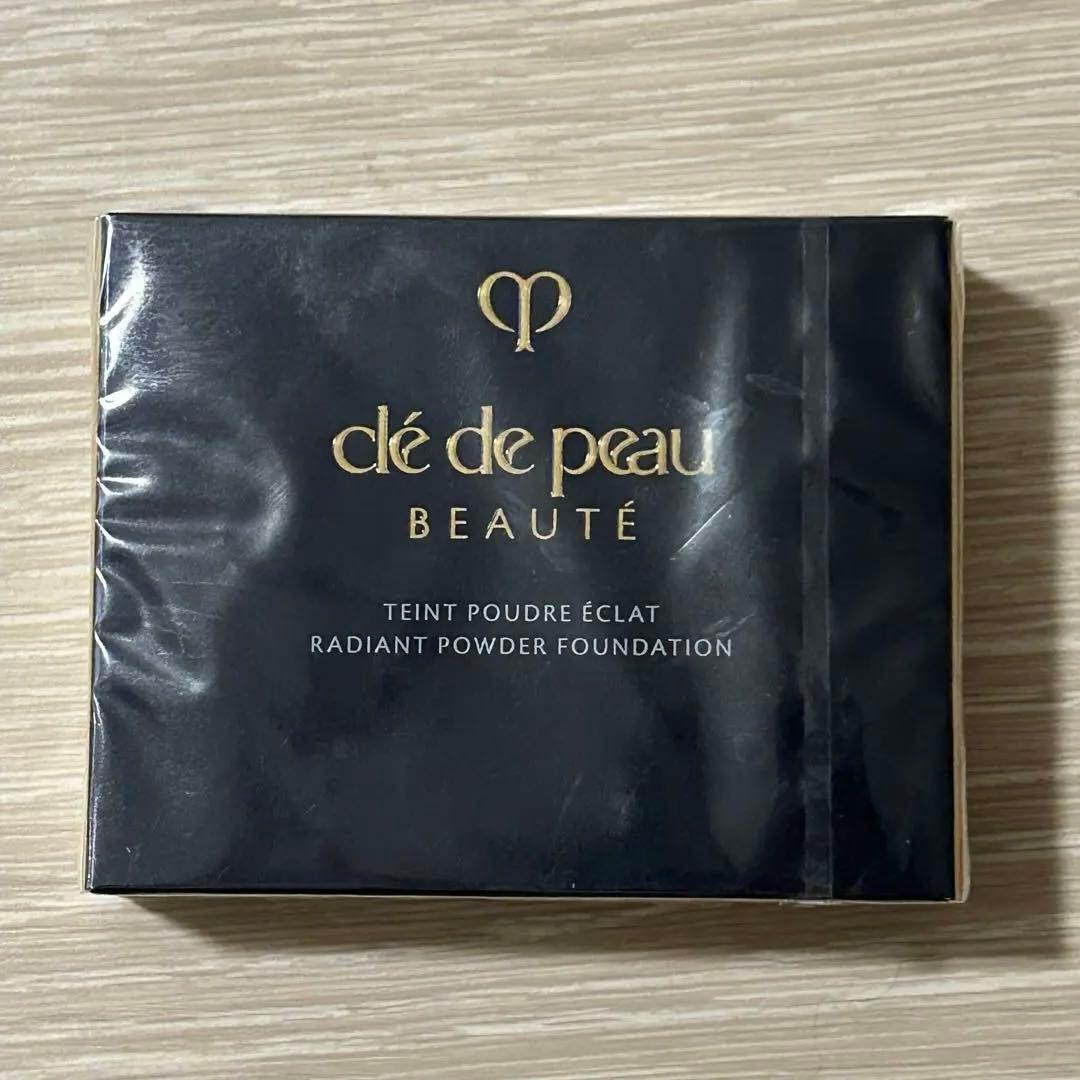 clé de peau
BEAUTÉ
TEINT POUDRE ÉCLAT
RADIANT POWDER FOUNDATION